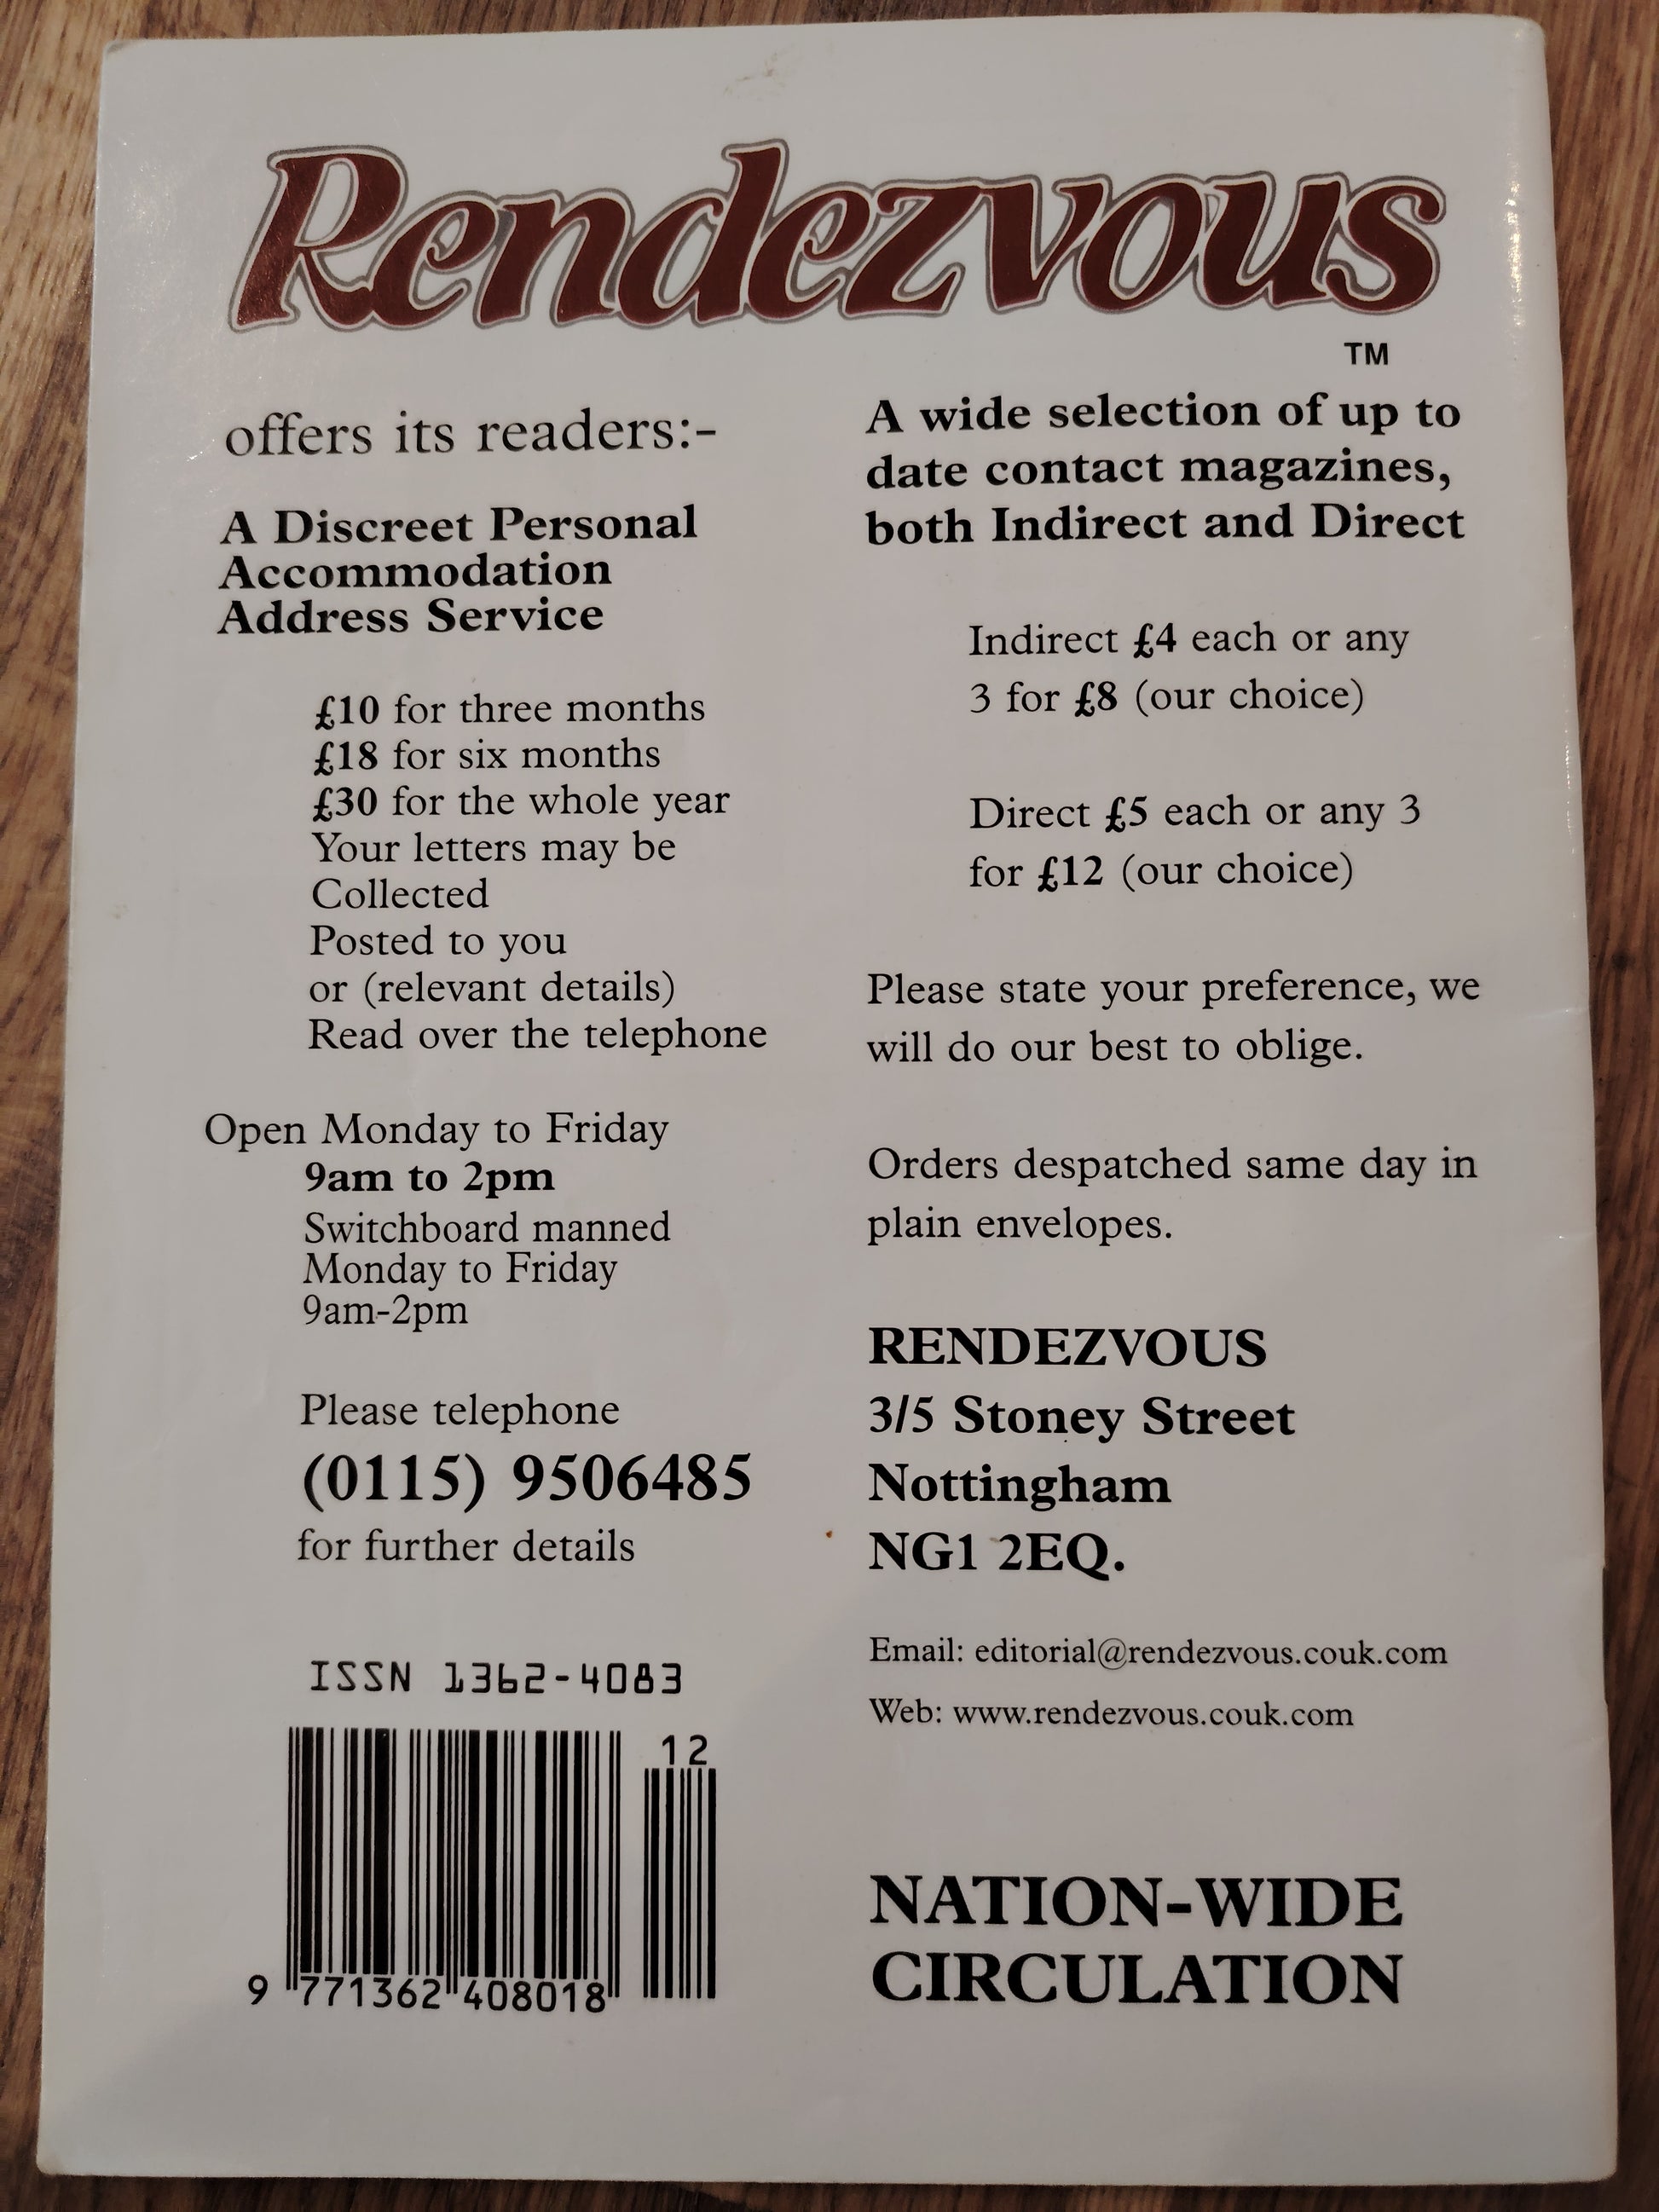 Rendezvous
TM
offers its readers:-
A Discreet Personal
Accommodation
Address Service
£10 for three months
£18 for six months
£30 for the whole year
Your letters may be
Collected
Posted to you
or (relevant details)
Read over the telephone
Open Monday to Friday
9am to 2pm
Switchboard manned
Monday to Friday
9am-2pm
Please telephone
(0115) 9506485
for further details
ISSN 1362-4083
12
9 771362 408018
A wide selection of up to
date contact magazines,
both Indirect and Direct
Indirect £4 each or any
3 for £8 (our choice)
Direct £5 each or any 3
for £12 (our choice)
Please state your preference, we
will do our best to oblige.
Orders despatched same day in
plain envelopes.
RENDEZVOUS
3/5 Stoney Street
Nottingham
NG1 2EQ.
Email: editorial@rendezvous.couk.com
Web: www.rendezvous.couk.com
NATION-WIDE
CIRCULATION